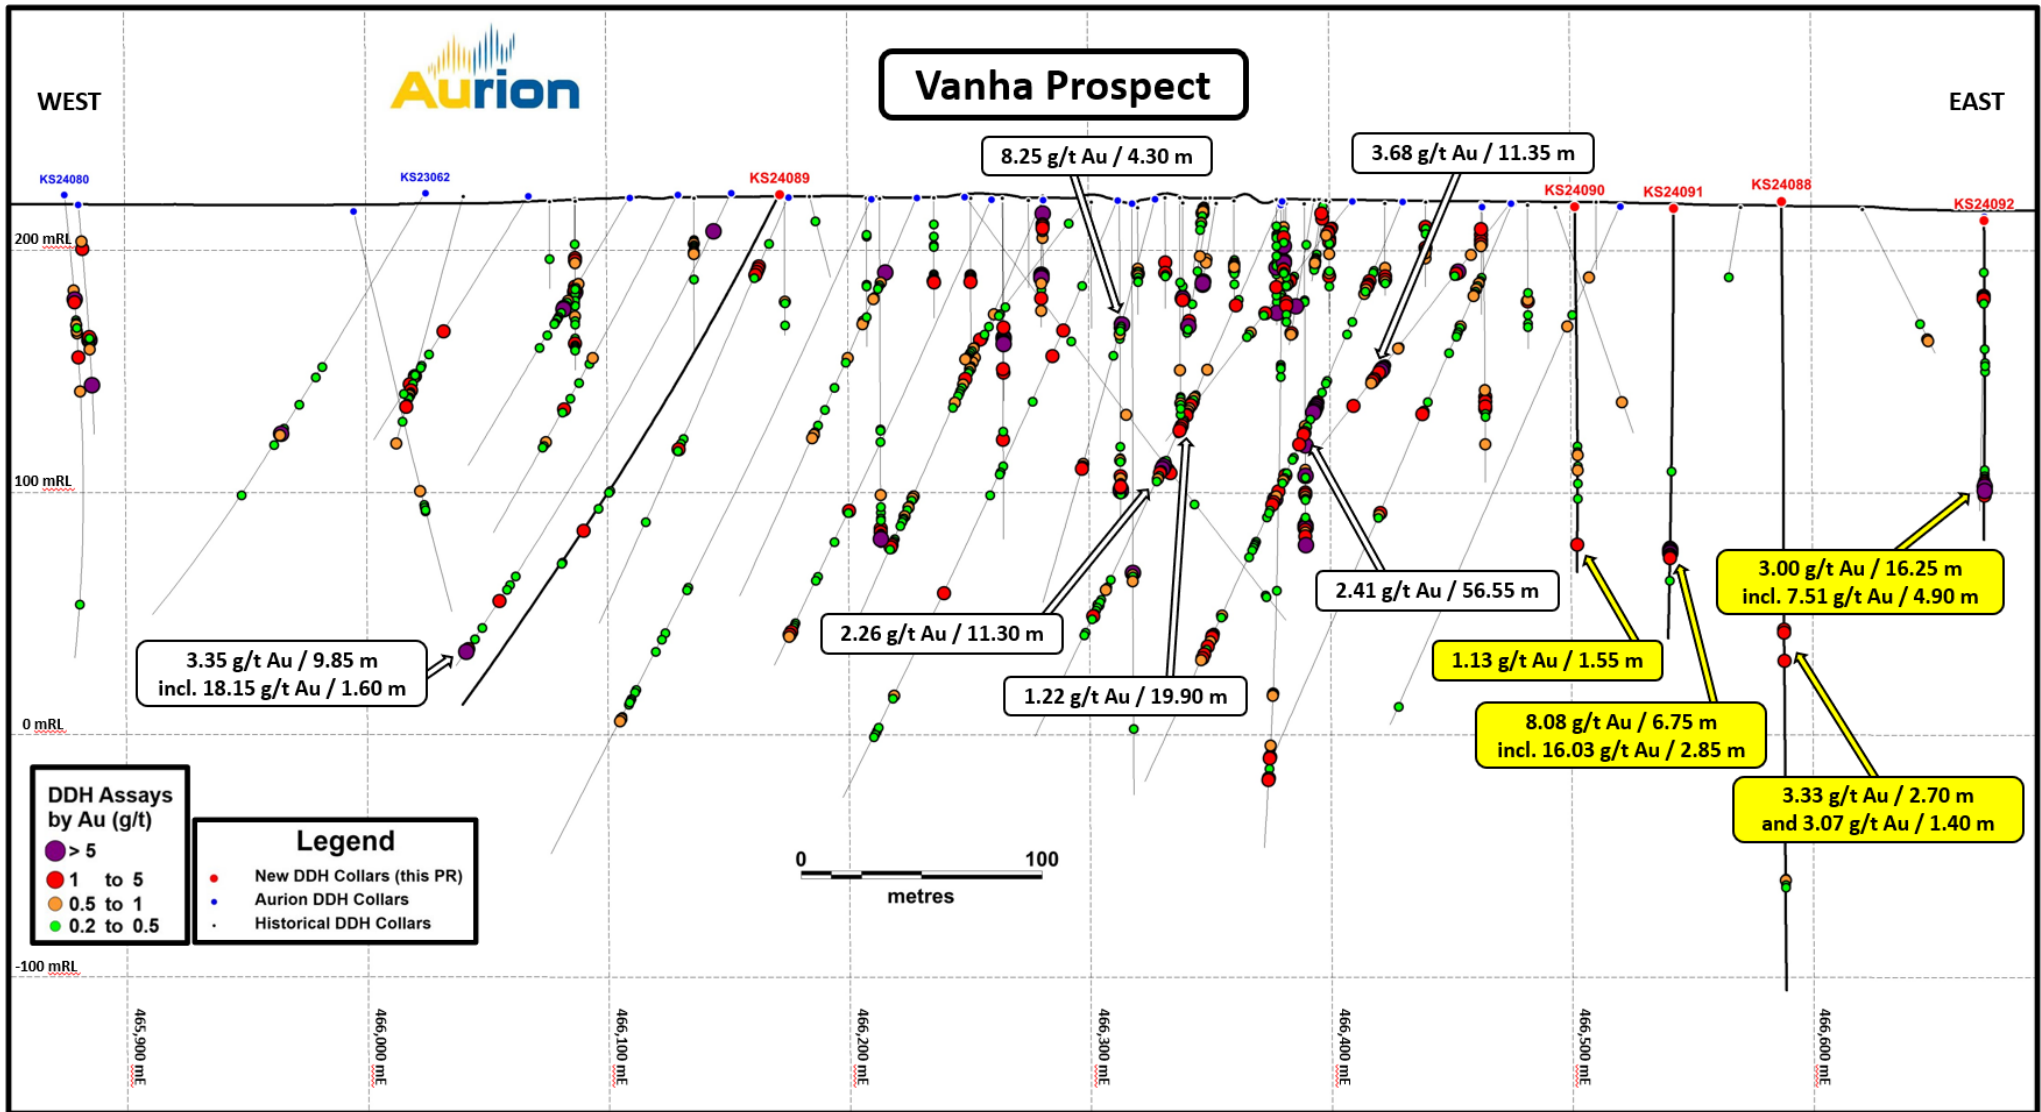 Aurion
Vanha Prospect
WEST
EAST
8.25 g/t Au / 4.30 m
3.68 g/t Au / 11.35 m
KS24080
KS23062
KS24089
KS24090
KS24091
KS24088
KS24092
200 mRL
100 mRL
0 mRL
-100 mRL
3.35 g/t Au / 9.85 m
incl. 18.15 g/t Au / 1.60 m
2.26 g/t Au / 11.30 m
1.22 g/t Au / 19.90 m
2.41 g/t Au / 56.55 m
1.13 g/t Au / 1.55 m
8.08 g/t Au / 6.75 m
incl. 16.03 g/t Au / 2.85 m
3.00 g/t Au / 16.25 m
incl. 7.51 g/t Au / 4.90 m
3.33 g/t Au / 2.70 m
and 3.07 g/t Au / 1.40 m
DDH Assays
by Au (g/t)
> 5
1 to 5
0.5 to 1
0.2 to 0.5
Legend
New DDH Collars (this PR)
Aurion DDH Collars
Historical DDH Collars
0 100
metres
465,900 mE
466,000 mE
466,100 mE
466,200 mE
466,300 mE
466,400 mE
466,500 mE
466,600 mE